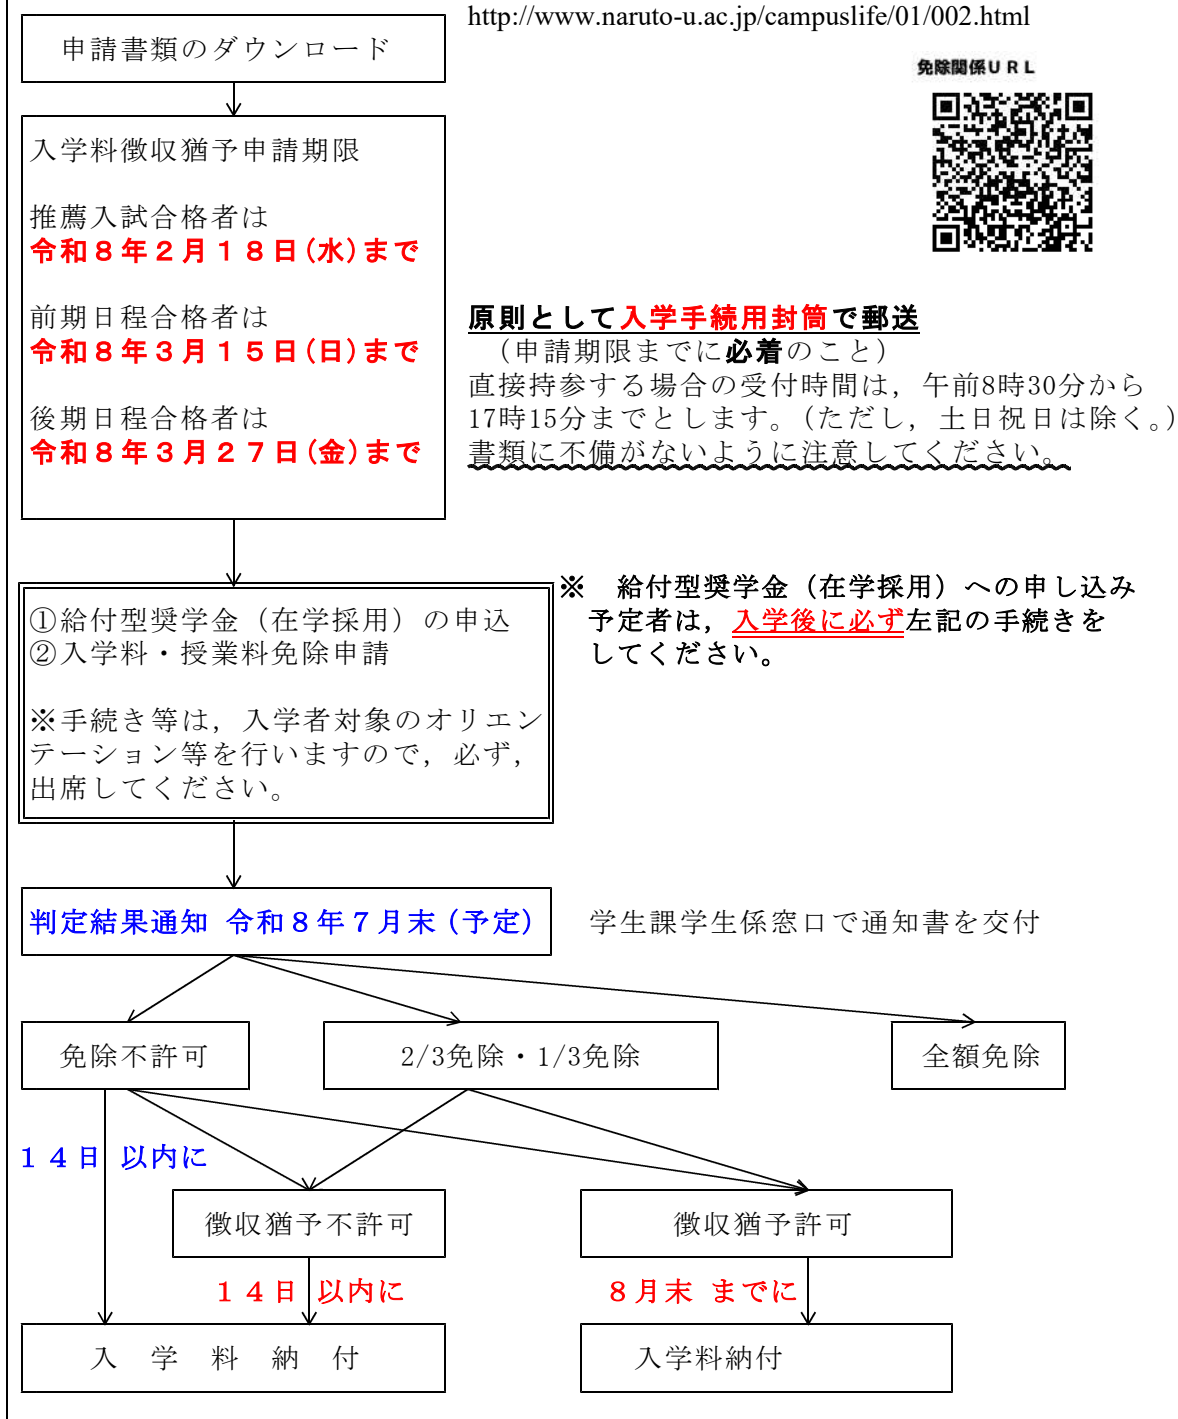 http://www.naruto-u.ac.jp/campuslife/01/002.html
申請書類のダウンロード
免除関係ＵＲＬ
入学料徴収猶予申請期限
推薦入試合格者は
令和８年２月１８日(水)まで
前期日程合格者は
令和８年３月１５日(日)まで
後期日程合格者は
令和８年３月２７日(金)まで
原則として入学手続用封筒で郵送
（申請期限までに必着のこと）
直接持参する場合の受付時間は，午前8時30分から
17時15分までとします。（ただし，土日祝日は除く。）
書類に不備がないように注意してください。
①給付型奨学金（在学採用）の申込
②入学料・授業料免除申請
※手続き等は，入学者対象のオリエン
テーション等を行いますので，必ず，
出席してください。
※　給付型奨学金（在学採用）への申し込み
予定者は，入学後に必ず左記の手続きを
してください。
判定結果通知 令和８年７月末（予定）
学生課学生係窓口で通知書を交付
免除不許可
2/3免除・1/3免除
全額免除
１４日 以内に
徴収猶予不許可
徴収猶予許可
１４日 以内に
８月末 までに
入　学　料　納　付
入学料納付